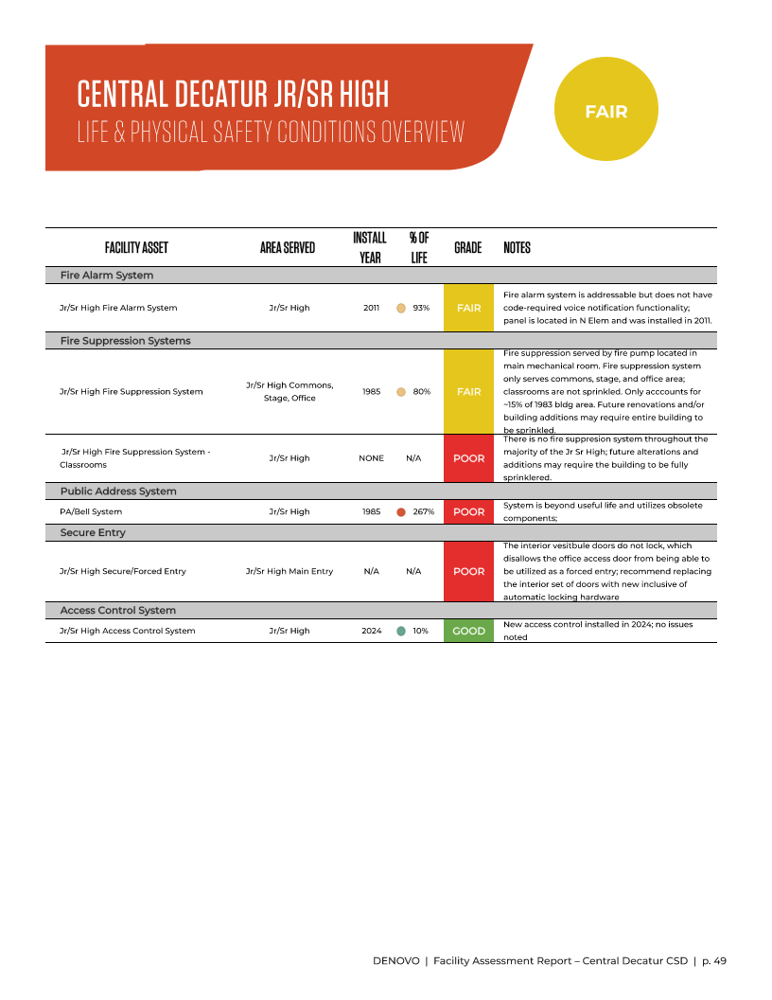 CENTRAL DECATUR JR/SR HIGH
LIFE & PHYSICAL SAFETY CONDITIONS OVERVIEW
FAIR
FACILITY ASSET
AREA SERVED
INSTALL
YEAR
% OF
LIFE
GRADE
NOTES
Fire Alarm System
Jr/Sr High Fire Alarm System
Jr/Sr High
2011
93%
FAIR
Fire alarm system is addressable but does not have
code-required voice notification functionality;
panel is located in N Elem and was installed in 2011.
Fire Suppression Systems
Jr/Sr High Fire Suppression System
Jr/Sr High Commons,
Stage, Office
1985
80%
FAIR
Fire suppression served by fire pump located in
main mechanical room. Fire suppression system
only serves commons, stage, and office area;
classrooms are not sprinkled. Only acccounts for
~15% of 1983 bldg area. Future renovations and/or
building additions may require entire building to
be sprinkled.
Jr/Sr High Fire Suppression System -
Classrooms
Jr/Sr High
NONE
N/A
POOR
There is no fire suppresion system throughout the
majority of the Jr Sr High; future alterations and
additions may require the building to be fully
sprinklered.
Public Address System
PA/Bell System
Jr/Sr High
1985
267%
POOR
System is beyond useful life and utilizes obsolete
components;
Secure Entry
Jr/Sr High Secure/Forced Entry
Jr/Sr High Main Entry
N/A
N/A
POOR
The interior vesitbule doors do not lock, which
disallows the office access door from being able to
be utilized as a forced entry; recommend replacing
the interior set of doors with new inclusive of
automatic locking hardware
Access Control System
Jr/Sr High Access Control System
Jr/Sr High
2024
10%
GOOD
New access control installed in 2024; no issues
noted
DENOVO | Facility Assessment Report – Central Decatur CSD | p. 49